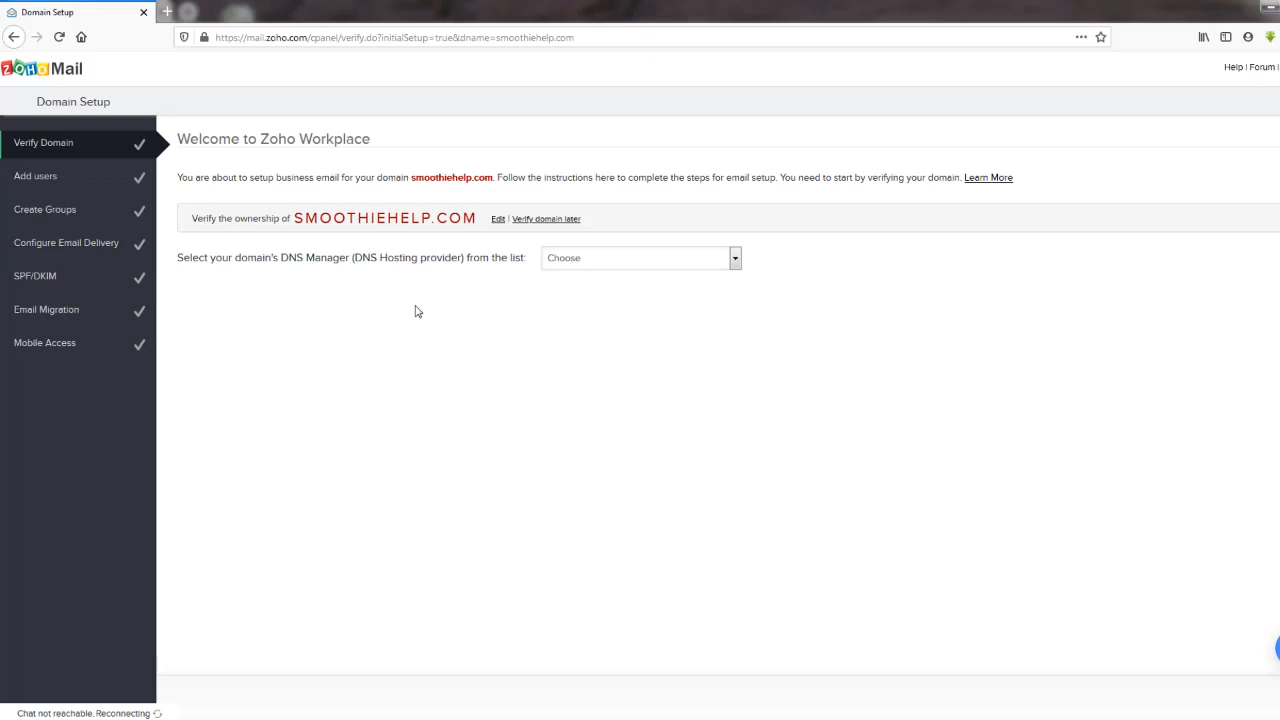 Domain Setup
https://mail.zoho.com/cpanel/verify.do?initialSetup=true&dname=smoothiehelp.com
ZOHO Mail
Help | Forum |
Domain Setup
Verify Domain
Add users
Create Groups
Configure Email Delivery
SPF/DKIM
Email Migration
Mobile Access
Welcome to Zoho Workplace
You are about to setup business email for your domain smoothiehelp.com. Follow the instructions here to complete the steps for email setup. You need to start by verifying your domain. Learn More
Verify the ownership of SMOOTHIEHELP.COM Edit | Verify domain later
Select your domain's DNS Manager (DNS Hosting provider) from the list: Choose
Chat not reachable. Reconnecting